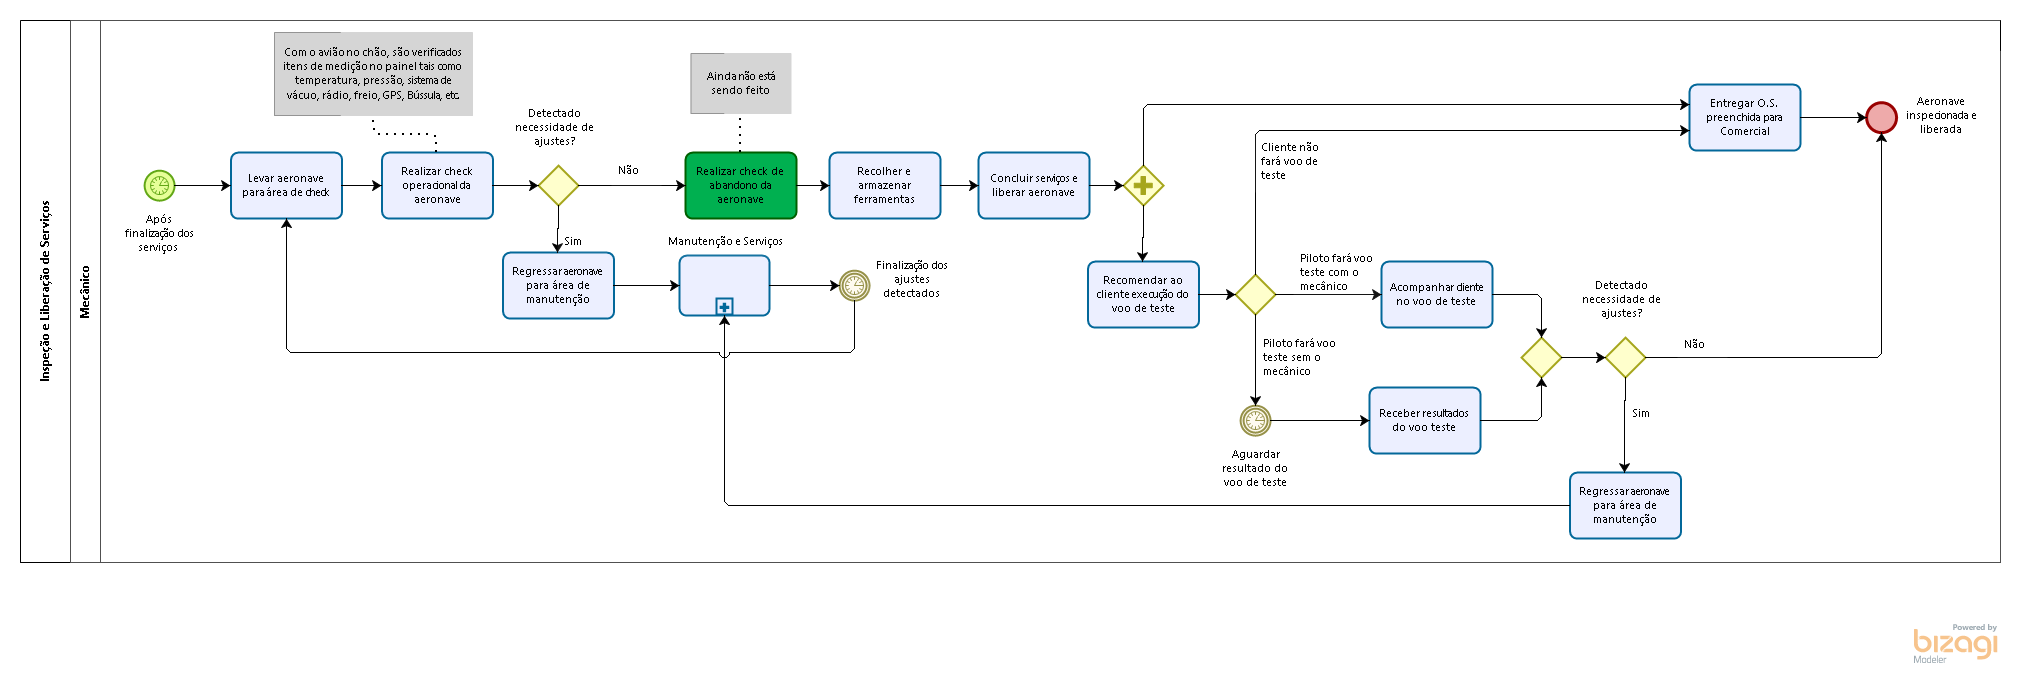 Inspeção e Liberação de Serviços
Mecânico
Com o avião no chão, são verificados
itens de medição no painel tais como
temperatura, pressão, sistema de
vácuo, rádio, freio, GPS, Bússula, etc.
Após
finalização dos
serviços
Levar aeronave
para área de check
Realizar check
operacional da
aeronave
Detectado
necessidade de
ajustes?
Não
Sim
Regressar aeronave
para área de
manutenção
Ainda não está
sendo feito
Realizar check de
abandono da
aeronave
Manutenção e Serviços
Finalização dos
ajustes
detectados
Recolher e
armazenar
ferramentas
Concluir serviços e
liberar aeronave
Recomendar ao
cliente execução do
voo de teste
Cliente não
fará voo de
teste
Piloto fará voo
teste com o
mecânico
Piloto fará voo
teste sem o
mecânico
Acompanhar cliente
no voo de teste
Aguardar
resultado do
voo de teste
Receber resultados
do voo teste
Detectado
necessidade de
ajustes?
Não
Sim
Regressar aeronave
para área de
manutenção
Entregar O.S.
preenchida para
Comercial
Aeronave
inspecionada e
liberada
Powered by
bizagi
Modeler